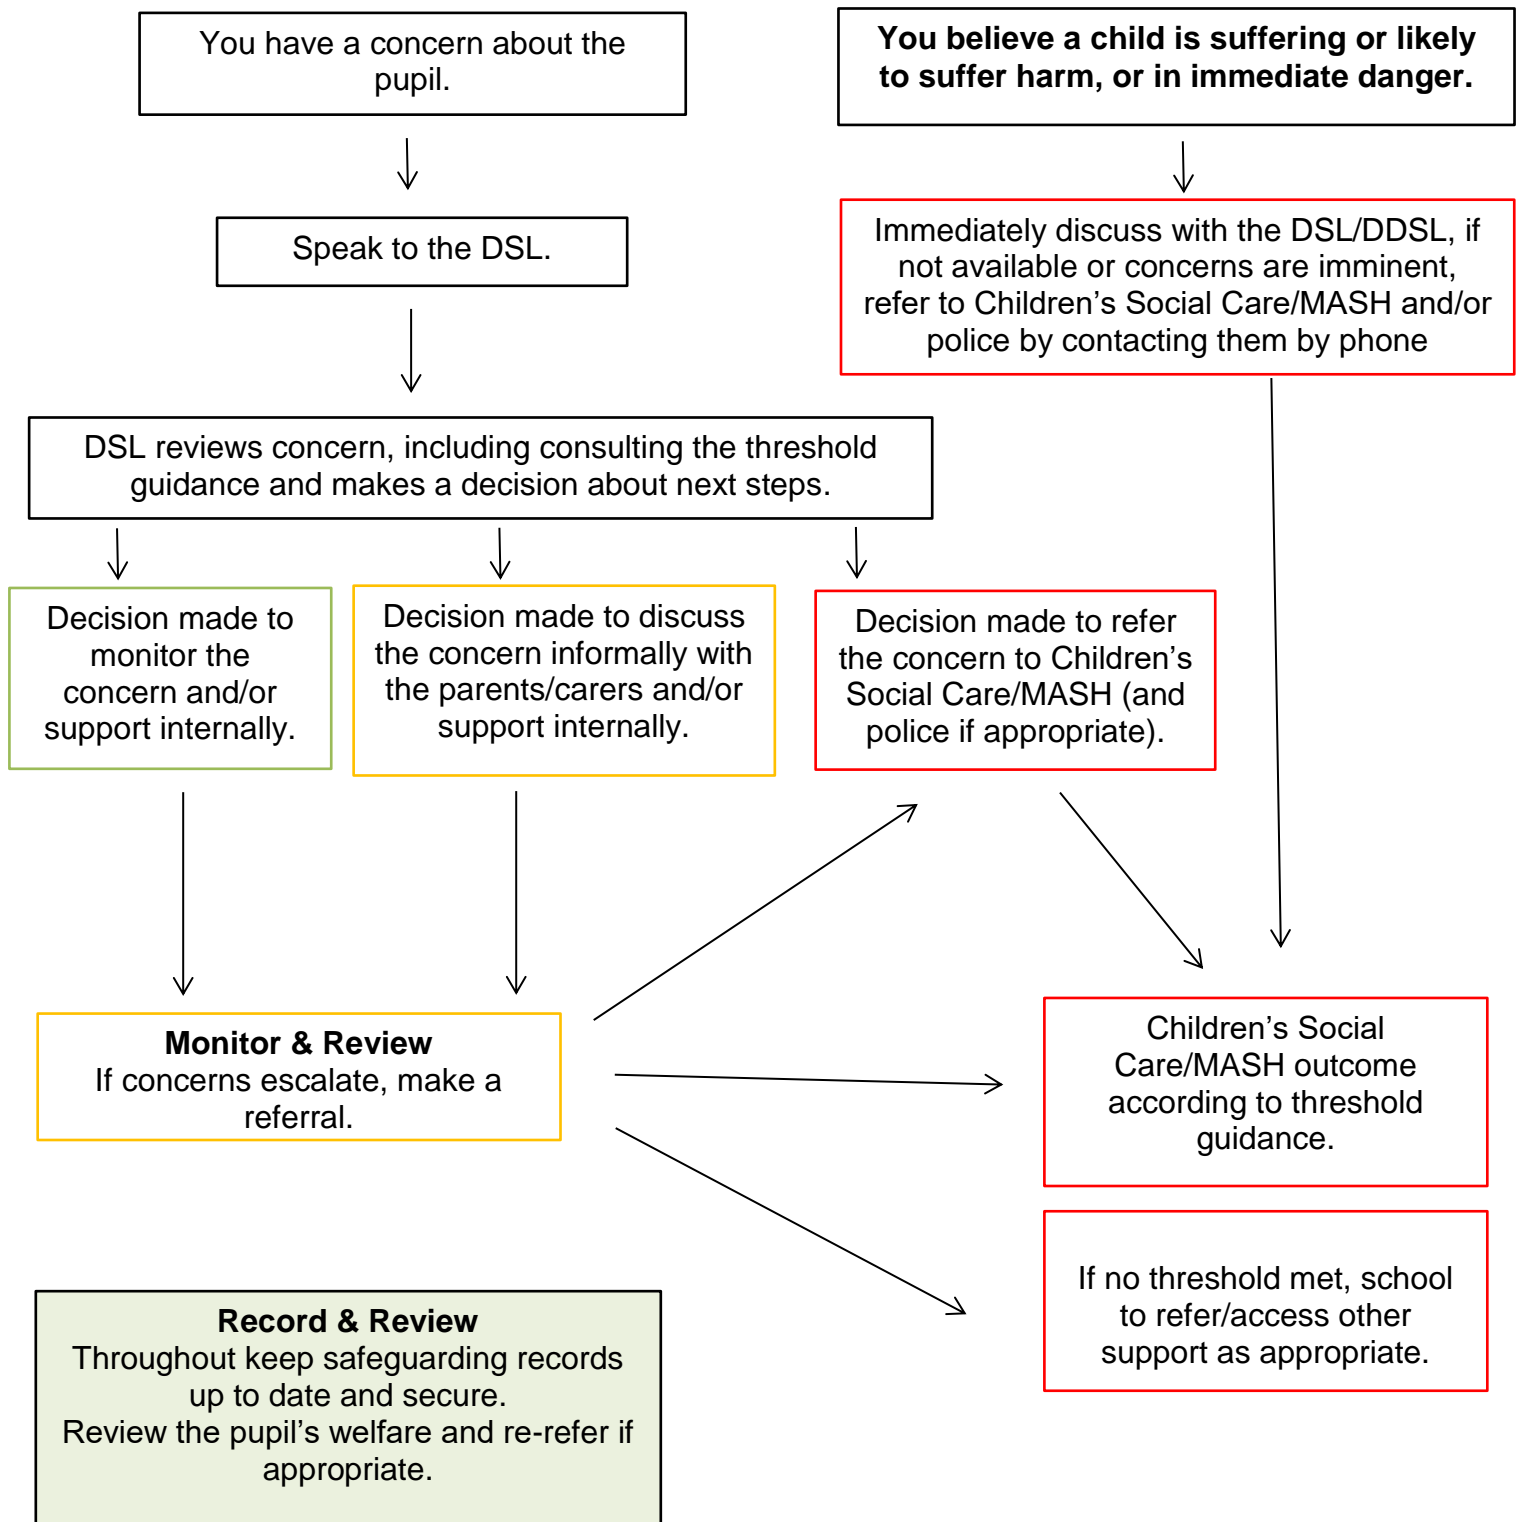 You have a concern about the
pupil.
You believe a child is suffering or likely
to suffer harm, or in immediate danger.
Speak to the DSL.
Immediately discuss with the DSL/DDSL, if
not available or concerns are imminent,
refer to Children’s Social Care/MASH and/or
police by contacting them by phone
DSL reviews concern, including consulting the threshold
guidance and makes a decision about next steps.
Decision made to
monitor the
concern and/or
support internally.
Decision made to discuss
the concern informally with
the parents/carers and/or
support internally.
Decision made to refer
the concern to Children’s
Social Care/MASH (and
police if appropriate).
Monitor & Review
If concerns escalate, make a
referral.
Children’s Social
Care/MASH outcome
according to threshold
guidance.
If no threshold met, school
to refer/access other
support as appropriate.
Record & Review
Throughout keep safeguarding records
up to date and secure.
Review the pupil’s welfare and re-refer if
appropriate.